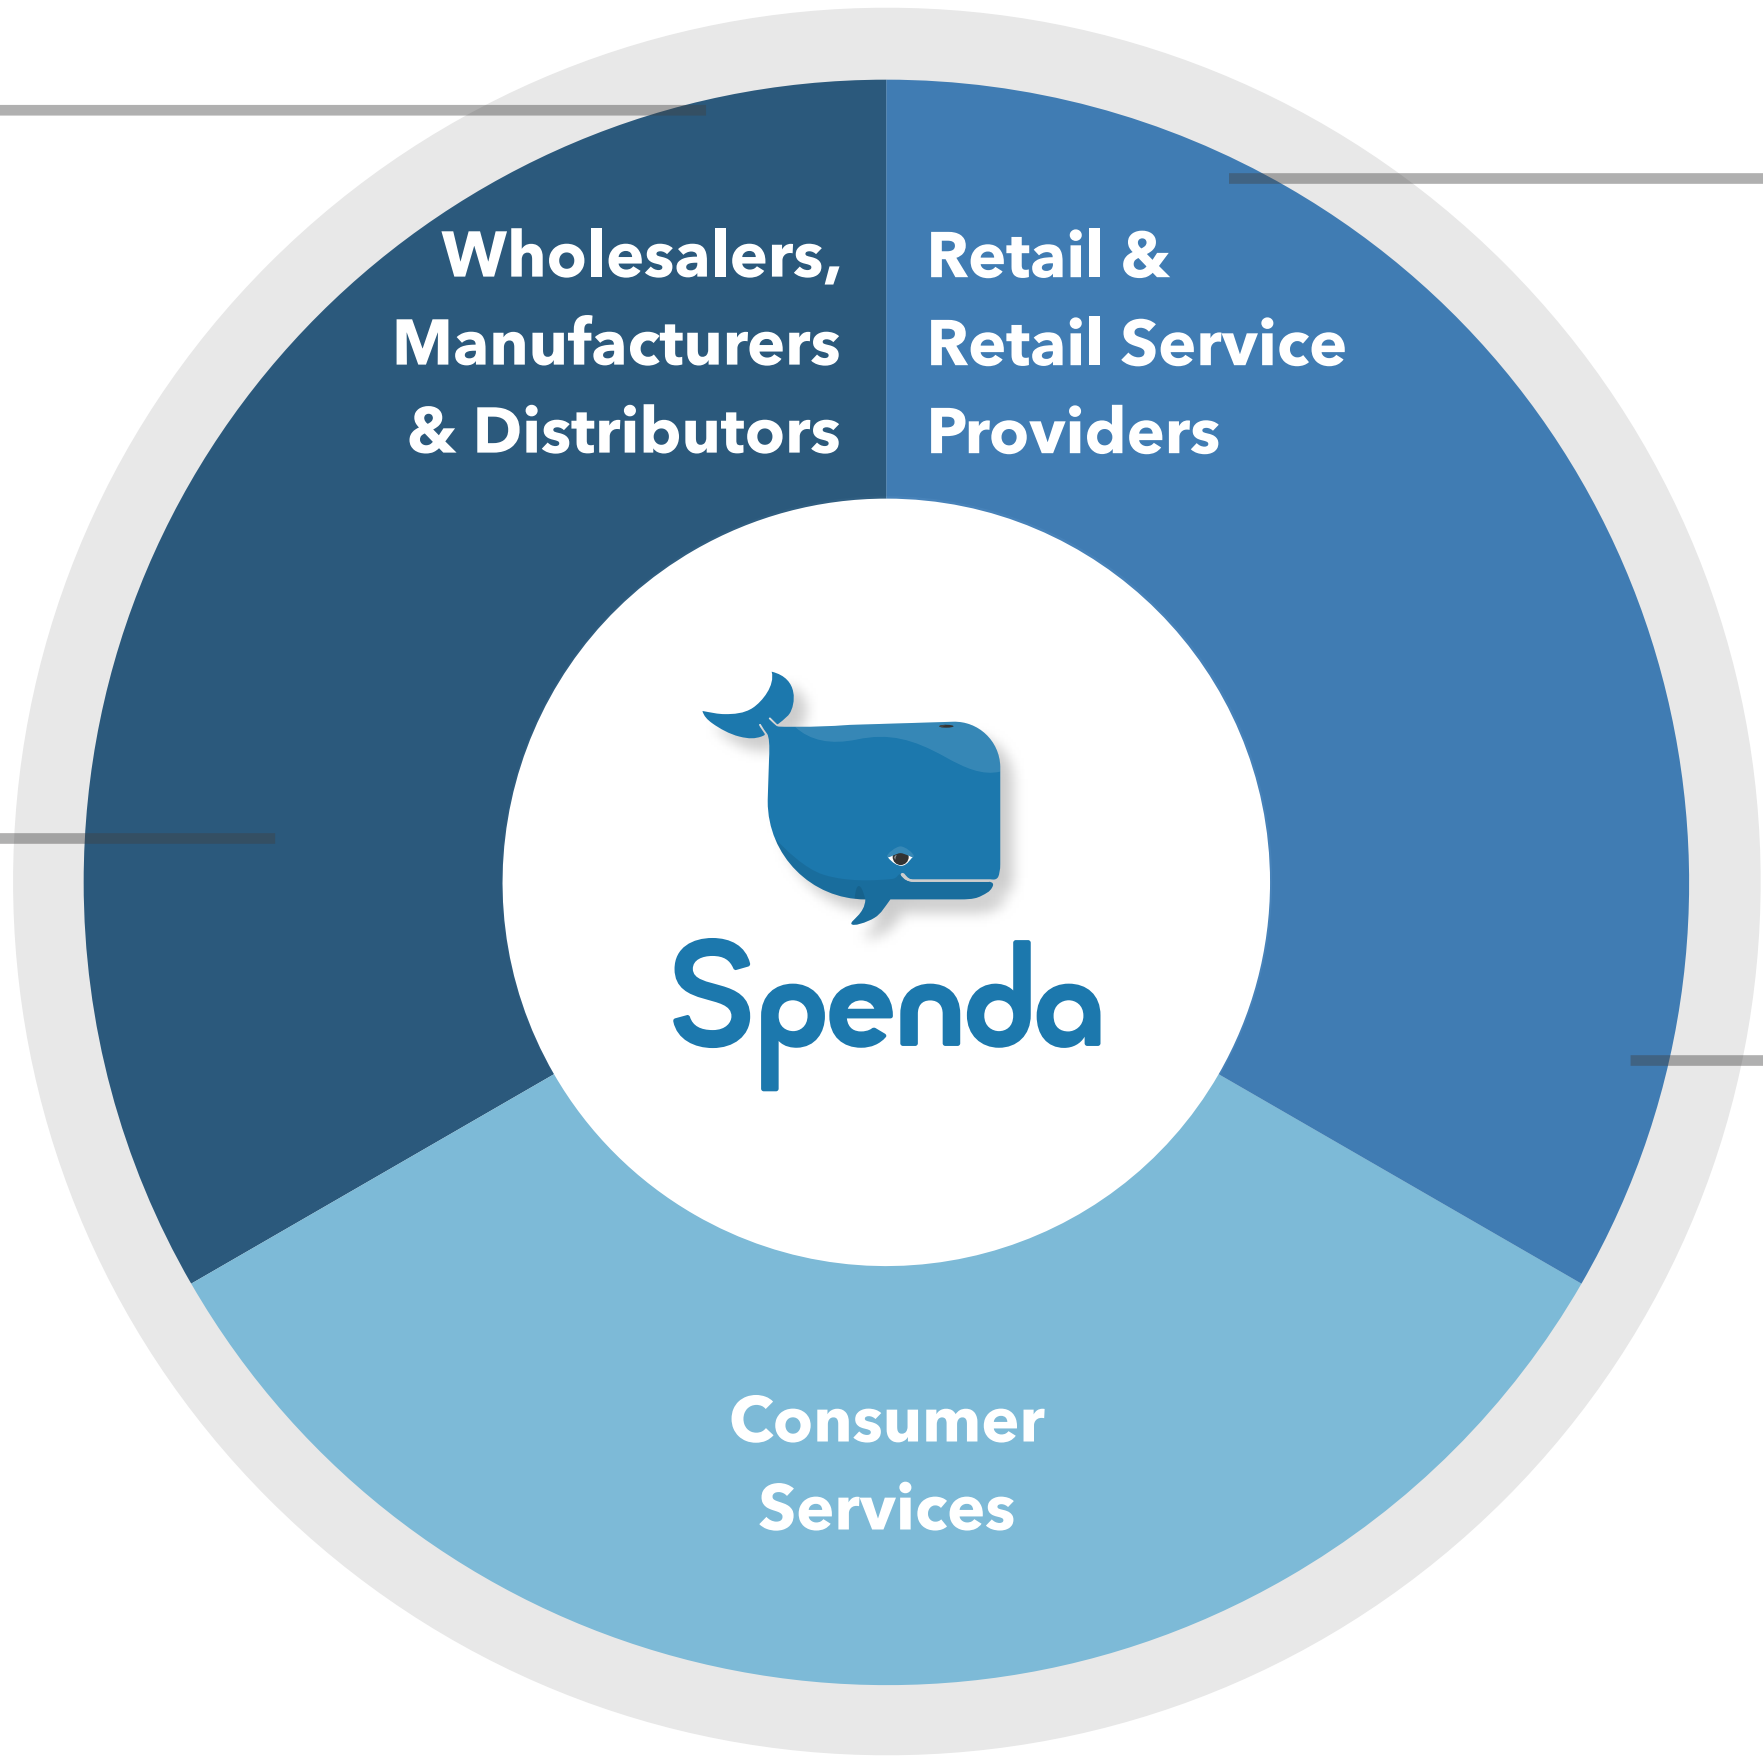 Wholesalers,
Manufacturers
& Distributors
Retail &
Retail Service
Providers
Spenda
Consumer
Services